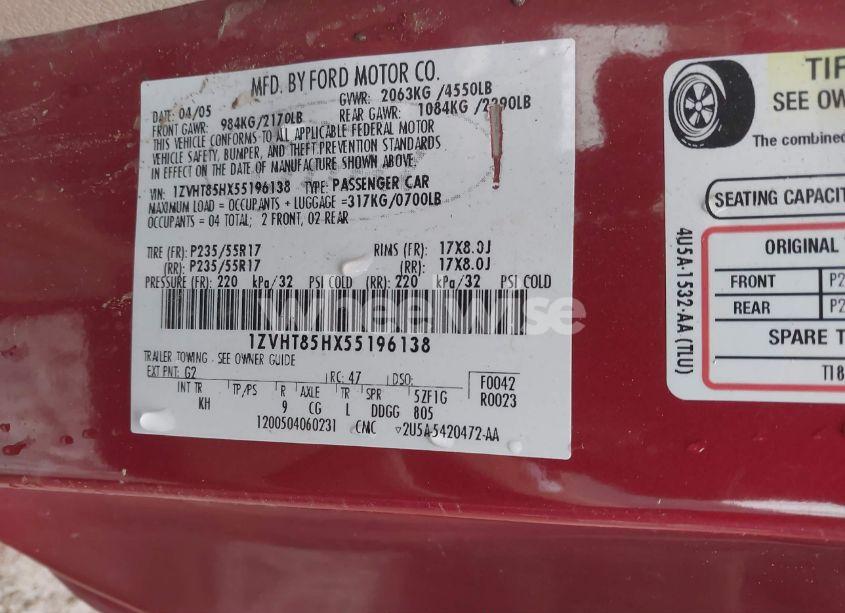 MFD. BY FORD MOTOR CO.
DATE: 04/05 GVWR: 2063KG /4550LB
FRONT GAWR: 984KG/2170LB REAR GAWR: 1084KG /2390LB
THIS VEHICLE CONFORMS TO ALL APPLICABLE FEDERAL MOTOR
VEHICLE SAFETY, BUMPER, AND THEFT PREVENTION STANDARDS
IN EFFECT ON THE DATE OF MANUFACTURE SHOWN ABOVE.
VIN: 1ZVHT85HX55196138 TYPE: PASSENGER CAR
MAXIMUM LOAD = OCCUPANTS + LUGGAGE = 317KG/0700LB
OCCUPANTS = 04 TOTAL; 2 FRONT, 02 REAR
TIRE (FR): P235/55R17 RIMS (FR): 17X8.0J
(RR): P235/55R17 (RR): 17X8.0J
PRESSURE (FR): 220 kPa/32 PSI COLD (RR): 220 kPa/32 PSI COLD
wheelwise
1ZVHT85HX55196138
TRAILER TOWING - SEE OWNER GUIDE
EXT PNT: G2 RC: 47 DSO: F0042
INT TR TP/PS R AXLE TR SPR 5ZF1G R0023
KH 9 CG L DDGG 805
1200504060231 CMC ▽2U5A-5420472-AA
TIR
SEE OW
The combined
SEATING CAPACIT
4U5A-1532-AA (TLU)
ORIGINAL
FRONT P2
REAR P2
SPARE T
T18